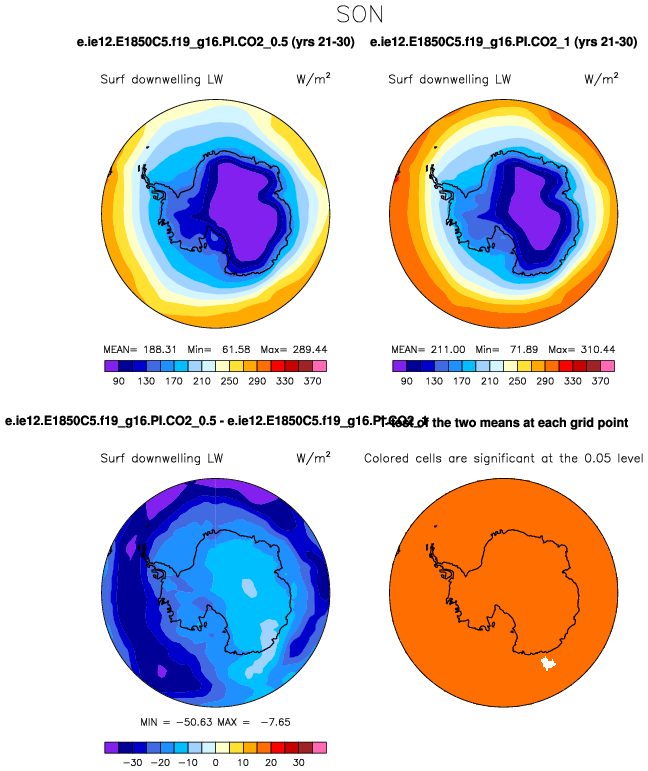 SON
e.ie12.E1850C5.f19_g16.PI.CO2_0.5 (yrs 21-30)
e.ie12.E1850C5.f19_g16.PI.CO2_1 (yrs 21-30)
Surf downwelling LW W/m²
Surf downwelling LW W/m²
MEAN= 188.31 Min= 61.58 Max= 289.44
MEAN= 211.00 Min= 71.89 Max= 310.44
90 130 170 210 250 290 330 370
90 130 170 210 250 290 330 370
e.ie12.E1850C5.f19_g16.PI.CO2_0.5 - e.ie12.E1850C5.f19_g16.PI.CO2_1
T-test of the two means at each grid point
Surf downwelling LW W/m²
Colored cells are significant at the 0.05 level
MIN = −50.63 MAX = −7.65
−30 −20 −10 0 10 20 30